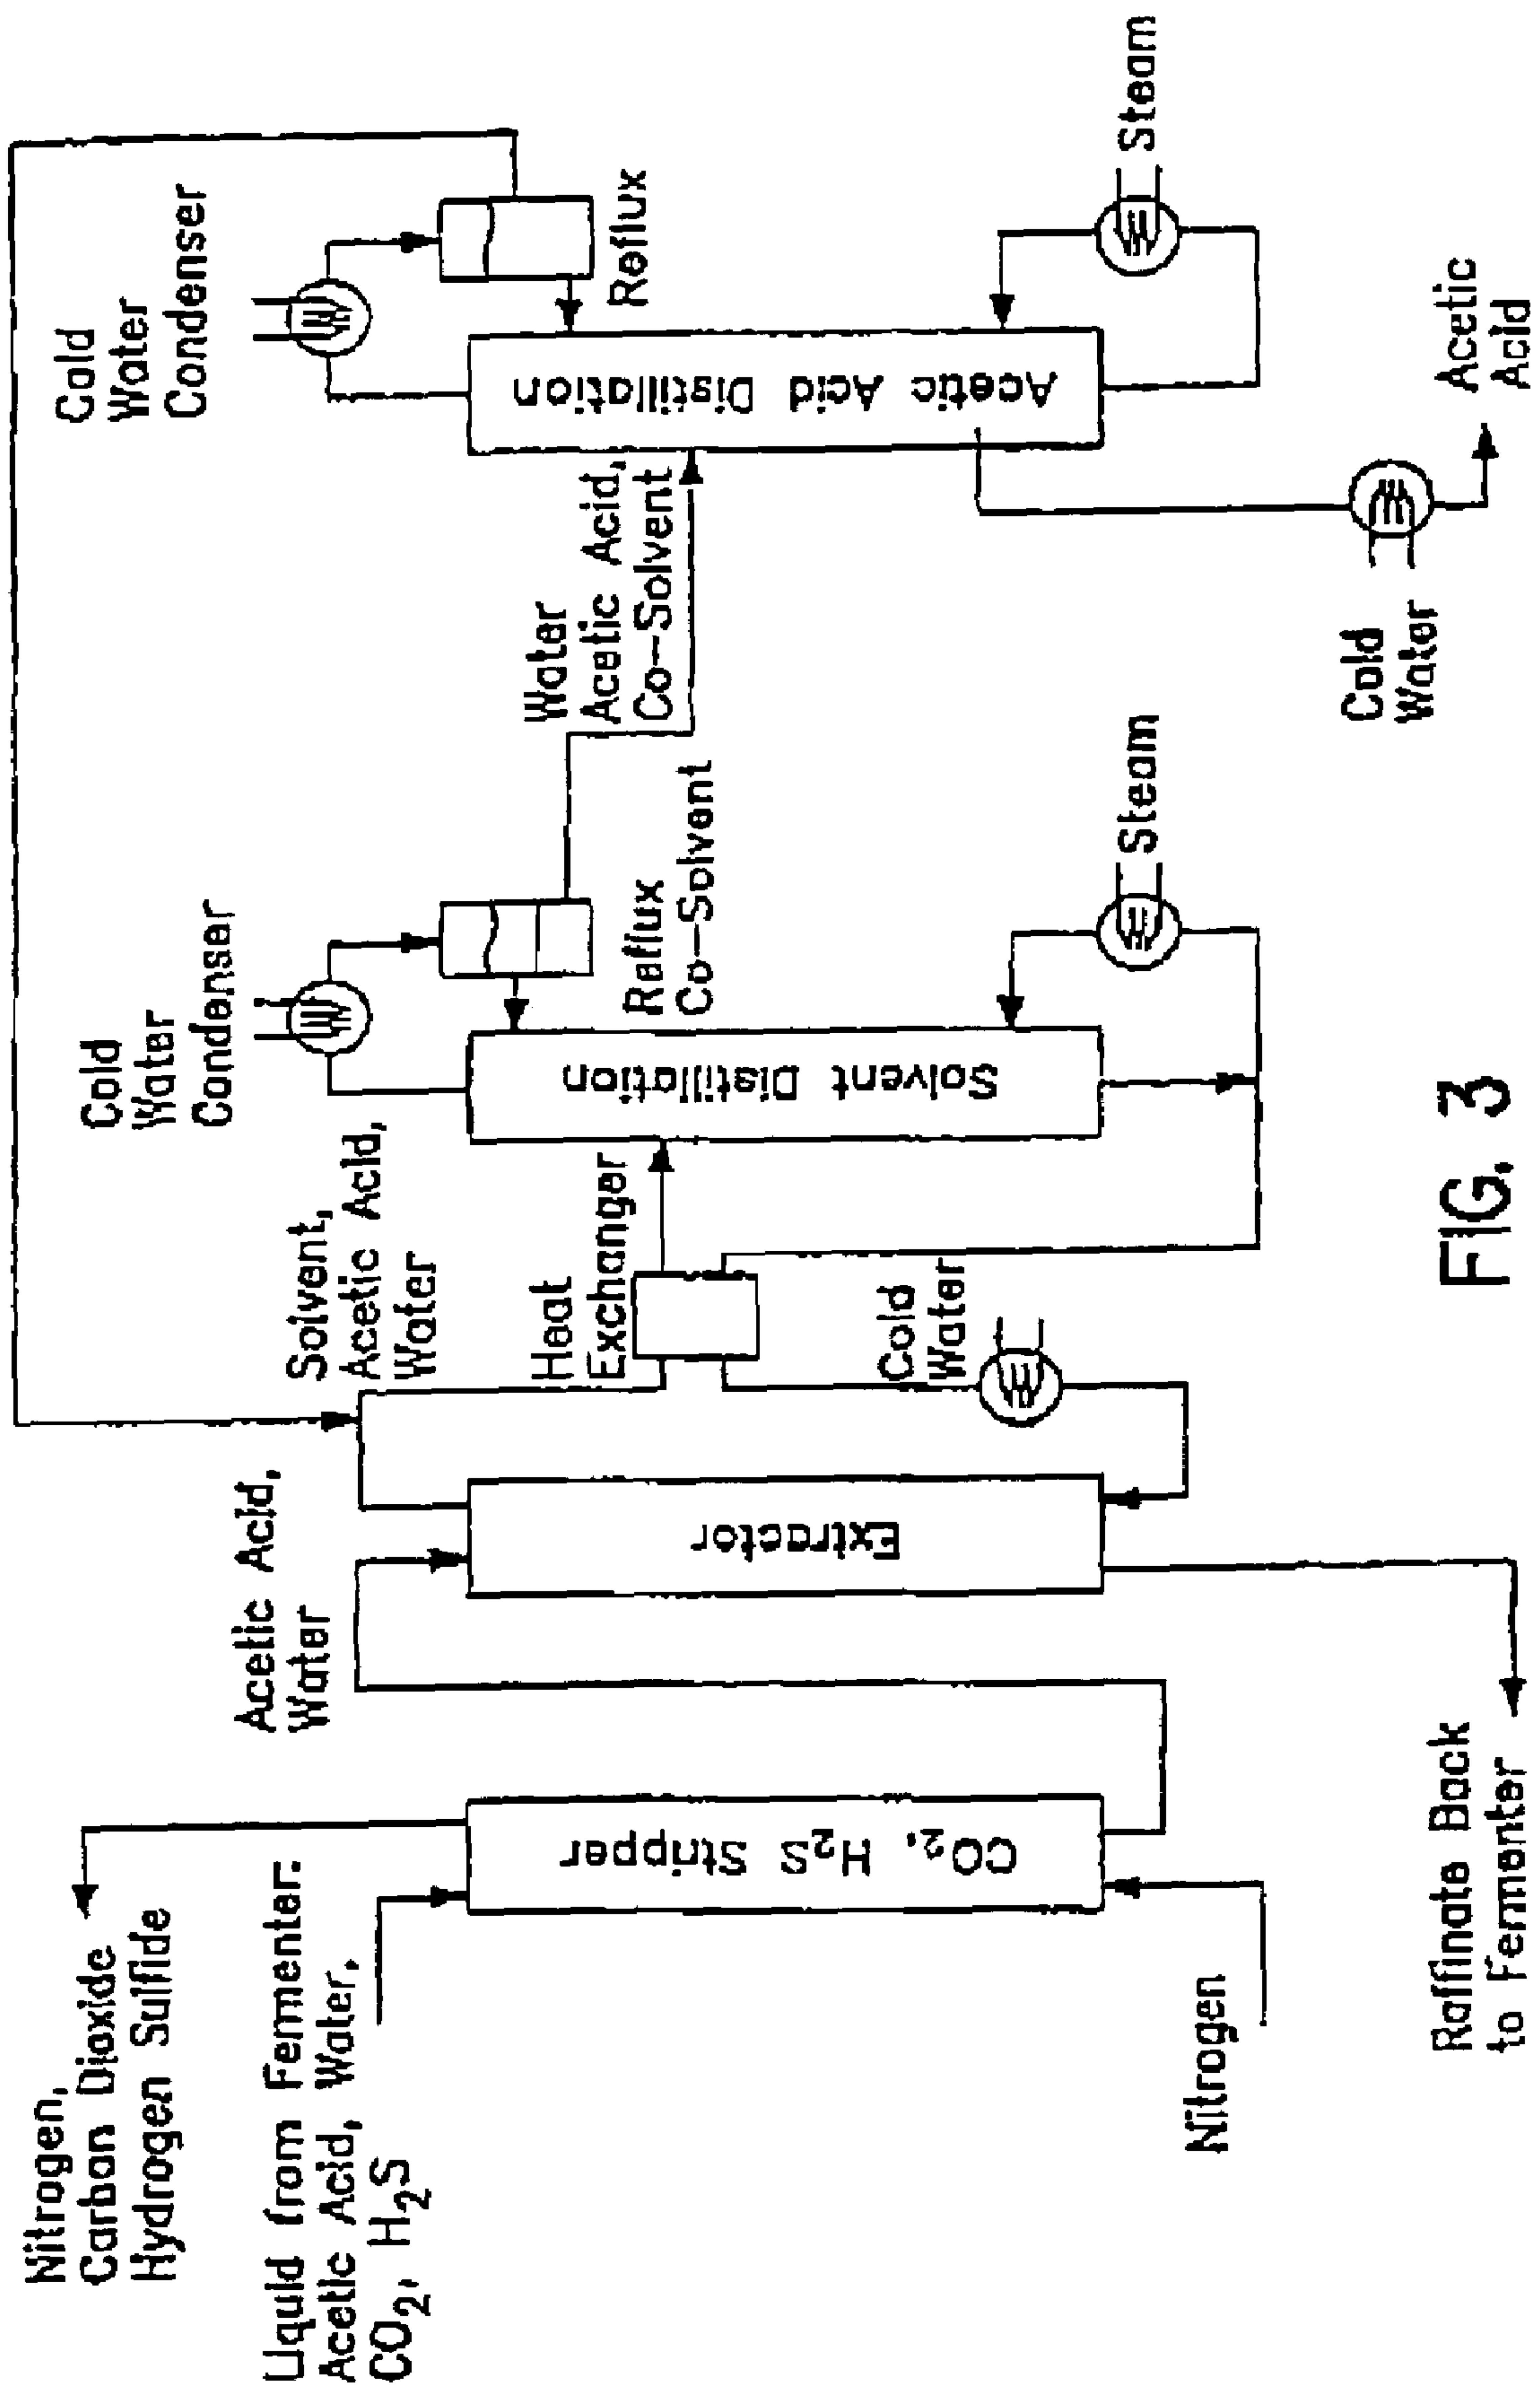 Nitrogen,
Carbon Dioxide
Hydrogen Sulfide
Liquid from Fermenter:
Acetic Acid, Water,
CO2, H2S
CO2, H2S Stripper
Nitrogen
Acetic Acid,
Water
Extractor
Raffinate Back
to Fermenter
Solvent,
Acetic Acid,
Water
Heat
Exchanger
Cold
Water
Cold
Water
Condenser
Solvent Distillation
Reflux
Co-Solvent
Steam
Water
Acetic Acid,
Co-Solvent
Cold
Water
Condenser
Acetic Acid Distillation
Reflux
Steam
Cold
Water
Acetic
Acid
FIG. 3